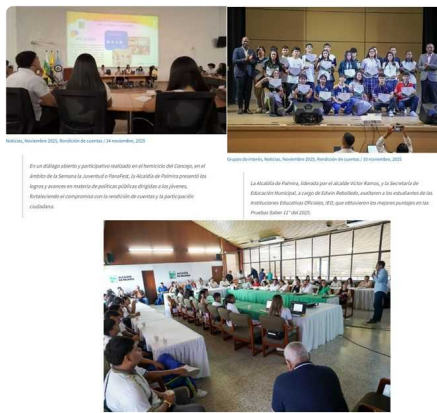 Noticias, Noviembre 2025, Rendición de cuentas / 14 noviembre, 2025
En un diálogo abierto y participativo realizado en el hemiciclo del Concejo, en el
ámbito de la Semana la Juventud o PanaFest, la Alcaldía de Palmira presentó los
logros y avances en materia de políticas públicas dirigidas a los jóvenes,
fortaleciendo el compromiso con la rendición de cuentas y la participación
ciudadana.
Grupos de interés, Noticias, Noviembre 2025, Rendición de cuentas / 10 noviembre, 2025
La Alcaldía de Palmira, liderada por el alcalde Víctor Ramos, y la Secretaría de
Educación Municipal, a cargo de Edwin Rebolledo, exaltaron a los estudiantes de las
Instituciones Educativas Oficiales, IEO, que obtuvieron los mejores puntajes en las
Pruebas Saber 11° del 2025.
ALCALDÍA
DE PALMIRA